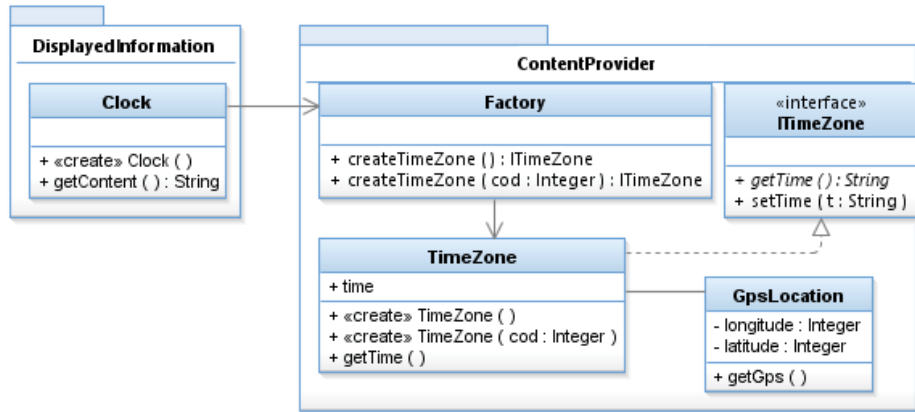 DisplayedInformation
Clock
+ «create» Clock ( )
+ getContent ( ) : String
ContentProvider
Factory
+ createTimeZone ( ) : ITimeZone
+ createTimeZone ( cod : Integer ) : ITimeZone
«interface»
ITimeZone
+ getTime ( ) : String
+ setTime ( t : String )
TimeZone
+ time
+ «create» TimeZone ( )
+ «create» TimeZone ( cod : Integer )
+ getTime ( )
GpsLocation
- longitude : Integer
- latitude : Integer
+ getGps ( )